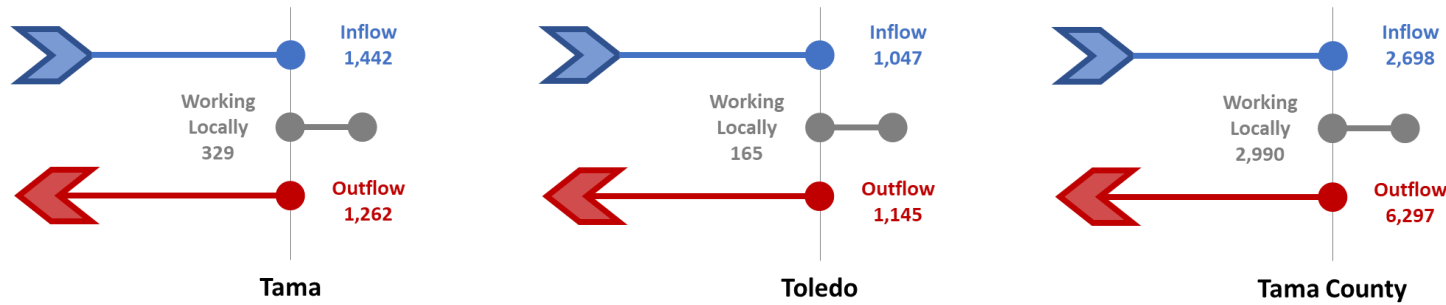 Inflow
1,442
Working
Locally
329
Outflow
1,262
Tama
Inflow
1,047
Working
Locally
165
Outflow
1,145
Toledo
Inflow
2,698
Working
Locally
2,990
Outflow
6,297
Tama County